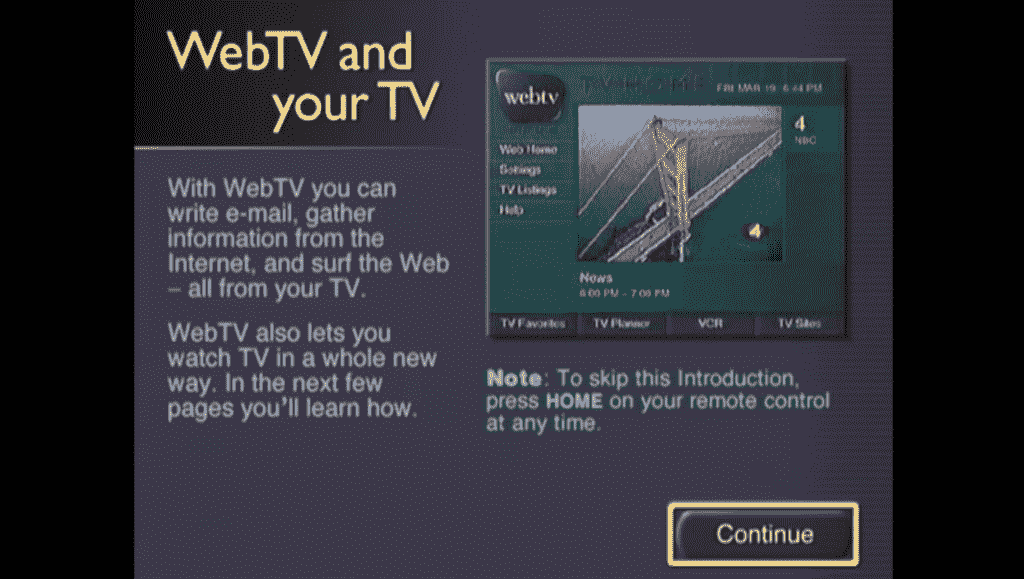 WebTV and
your TV
With WebTV you can
write e-mail, gather
information from the
Internet, and surf the Web
– all from your TV.
WebTV also lets you
watch TV in a whole new
way. In the next few
pages you'll learn how.
webtv
TV HOME
FRI MAR 19 6:44 PM
4
NBC
Web Home
Settings
TV Listings
Help
4
News
6:00 PM - 7:00 PM
TV Favorites
TV Planner
VCR
TV Sites
Note: To skip this Introduction,
press HOME on your remote control
at any time.
Continue